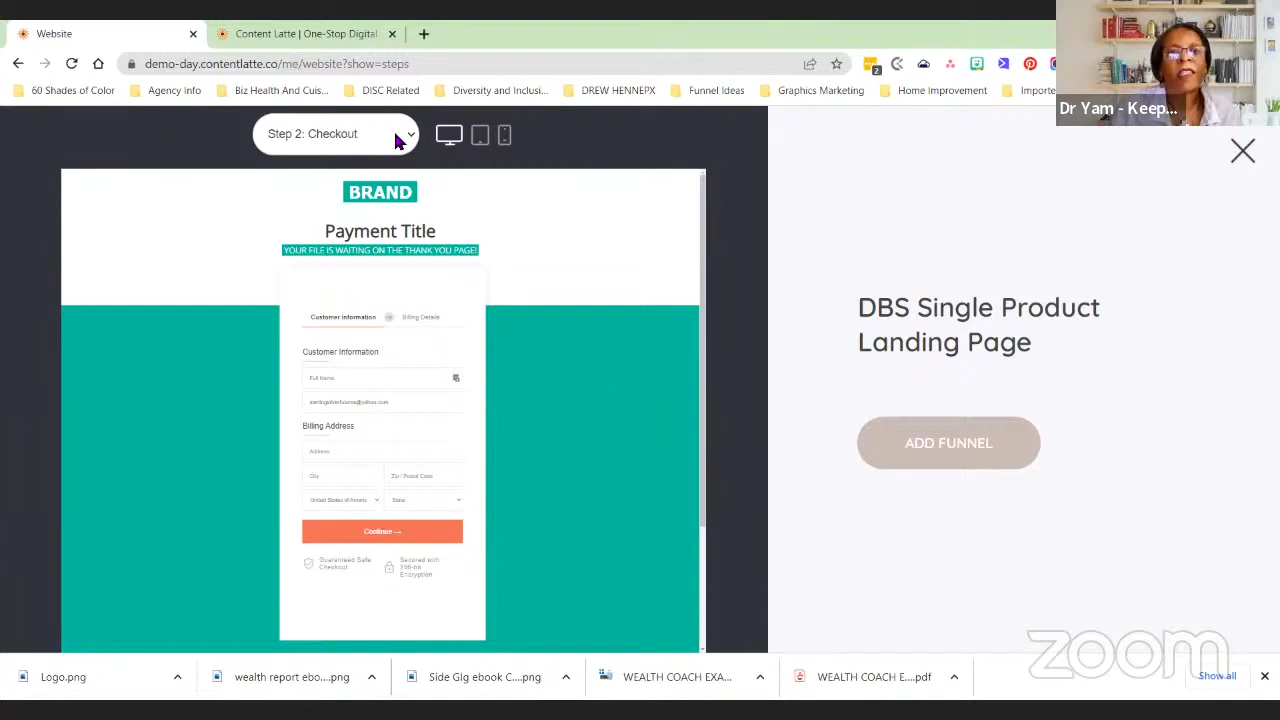 Website
Content Latte | One-Stop Digital
demo-day.contentlatte.co/me/website?show=steps
2
60 Shades of Color
Agency Info
Biz Health And Cuis...
DISC Related
Diversity and Inclusi...
DREW HENNEPX
Funnel Ideas
Graphics Marketing
Home Improvement
Importe
Dr Yam - Keep...
Step 2: Checkout
BRAND
Payment Title
YOUR FILE IS WAITING ON THE THANK YOU PAGE!
Customer Information
Billing Details
Customer Information
Full Name
Billing Address
Address
City
Zip / Postal Code
United States of Americ
State
Continue →
Guaranteed Safe
Checkout
Secured with
256-bit
Encryption
DBS Single Product
Landing Page
ADD FUNNEL
zoom
Logo.png
wealth report ebo....png
Side Gig ebook C....png
WEALTH COACH EXA...
WEALTH COACH E....pdf
Show all